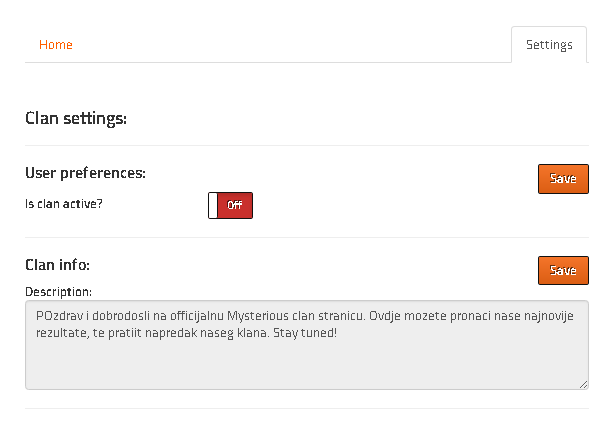 Home
Settings
Clan settings:
User preferences:
Save
Is clan active?
Off
Clan info:
Save
Description:
POzdrav i dobrodosli na officijalnu Mysterious clan stranicu. Ovdje mozete pronaci nase najnovije
rezultate, te pratiit napredak naseg klana. Stay tuned!